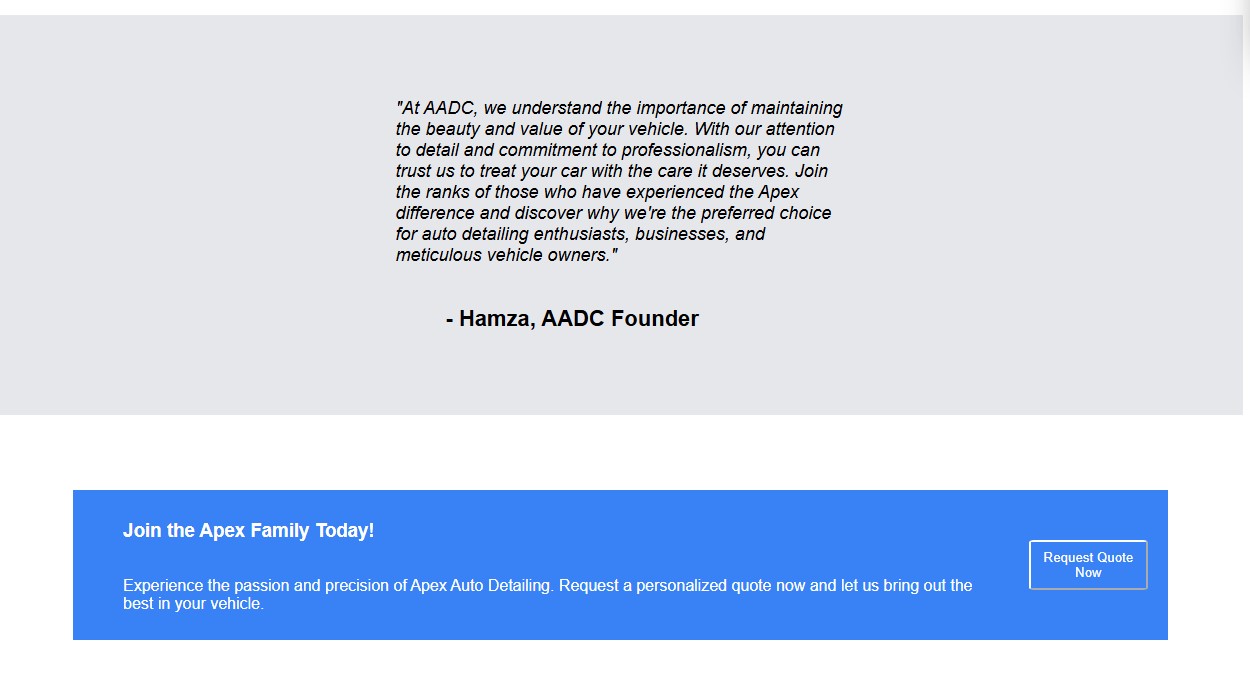 "At AADC, we understand the importance of maintaining
the beauty and value of your vehicle. With our attention
to detail and commitment to professionalism, you can
trust us to treat your car with the care it deserves. Join
the ranks of those who have experienced the Apex
difference and discover why we're the preferred choice
for auto detailing enthusiasts, businesses, and
meticulous vehicle owners."
- Hamza, AADC Founder
Join the Apex Family Today!
Experience the passion and precision of Apex Auto Detailing. Request a personalized quote now and let us bring out the
best in your vehicle.
Request Quote
Now